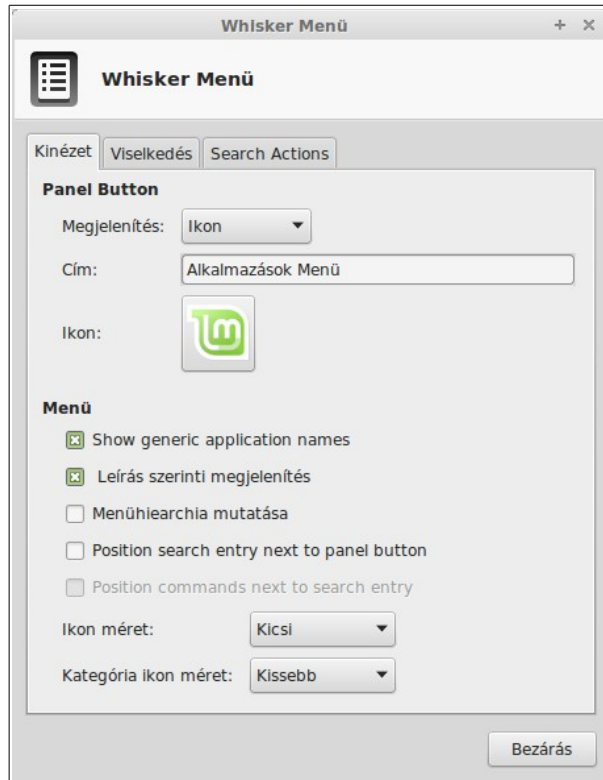 Whisker Menü
Whisker Menü
Kinézet Viselkedés Search Actions
Panel Button
Megjelenítés: Ikon
Cím: Alkalmazások Menü
Ikon:
Menü
Show generic application names
Leírás szerinti megjelenítés
Menühiearchia mutatása
Position search entry next to panel button
Position commands next to search entry
Ikon méret: Kicsi
Kategória ikon méret: Kissebb
Bezárás